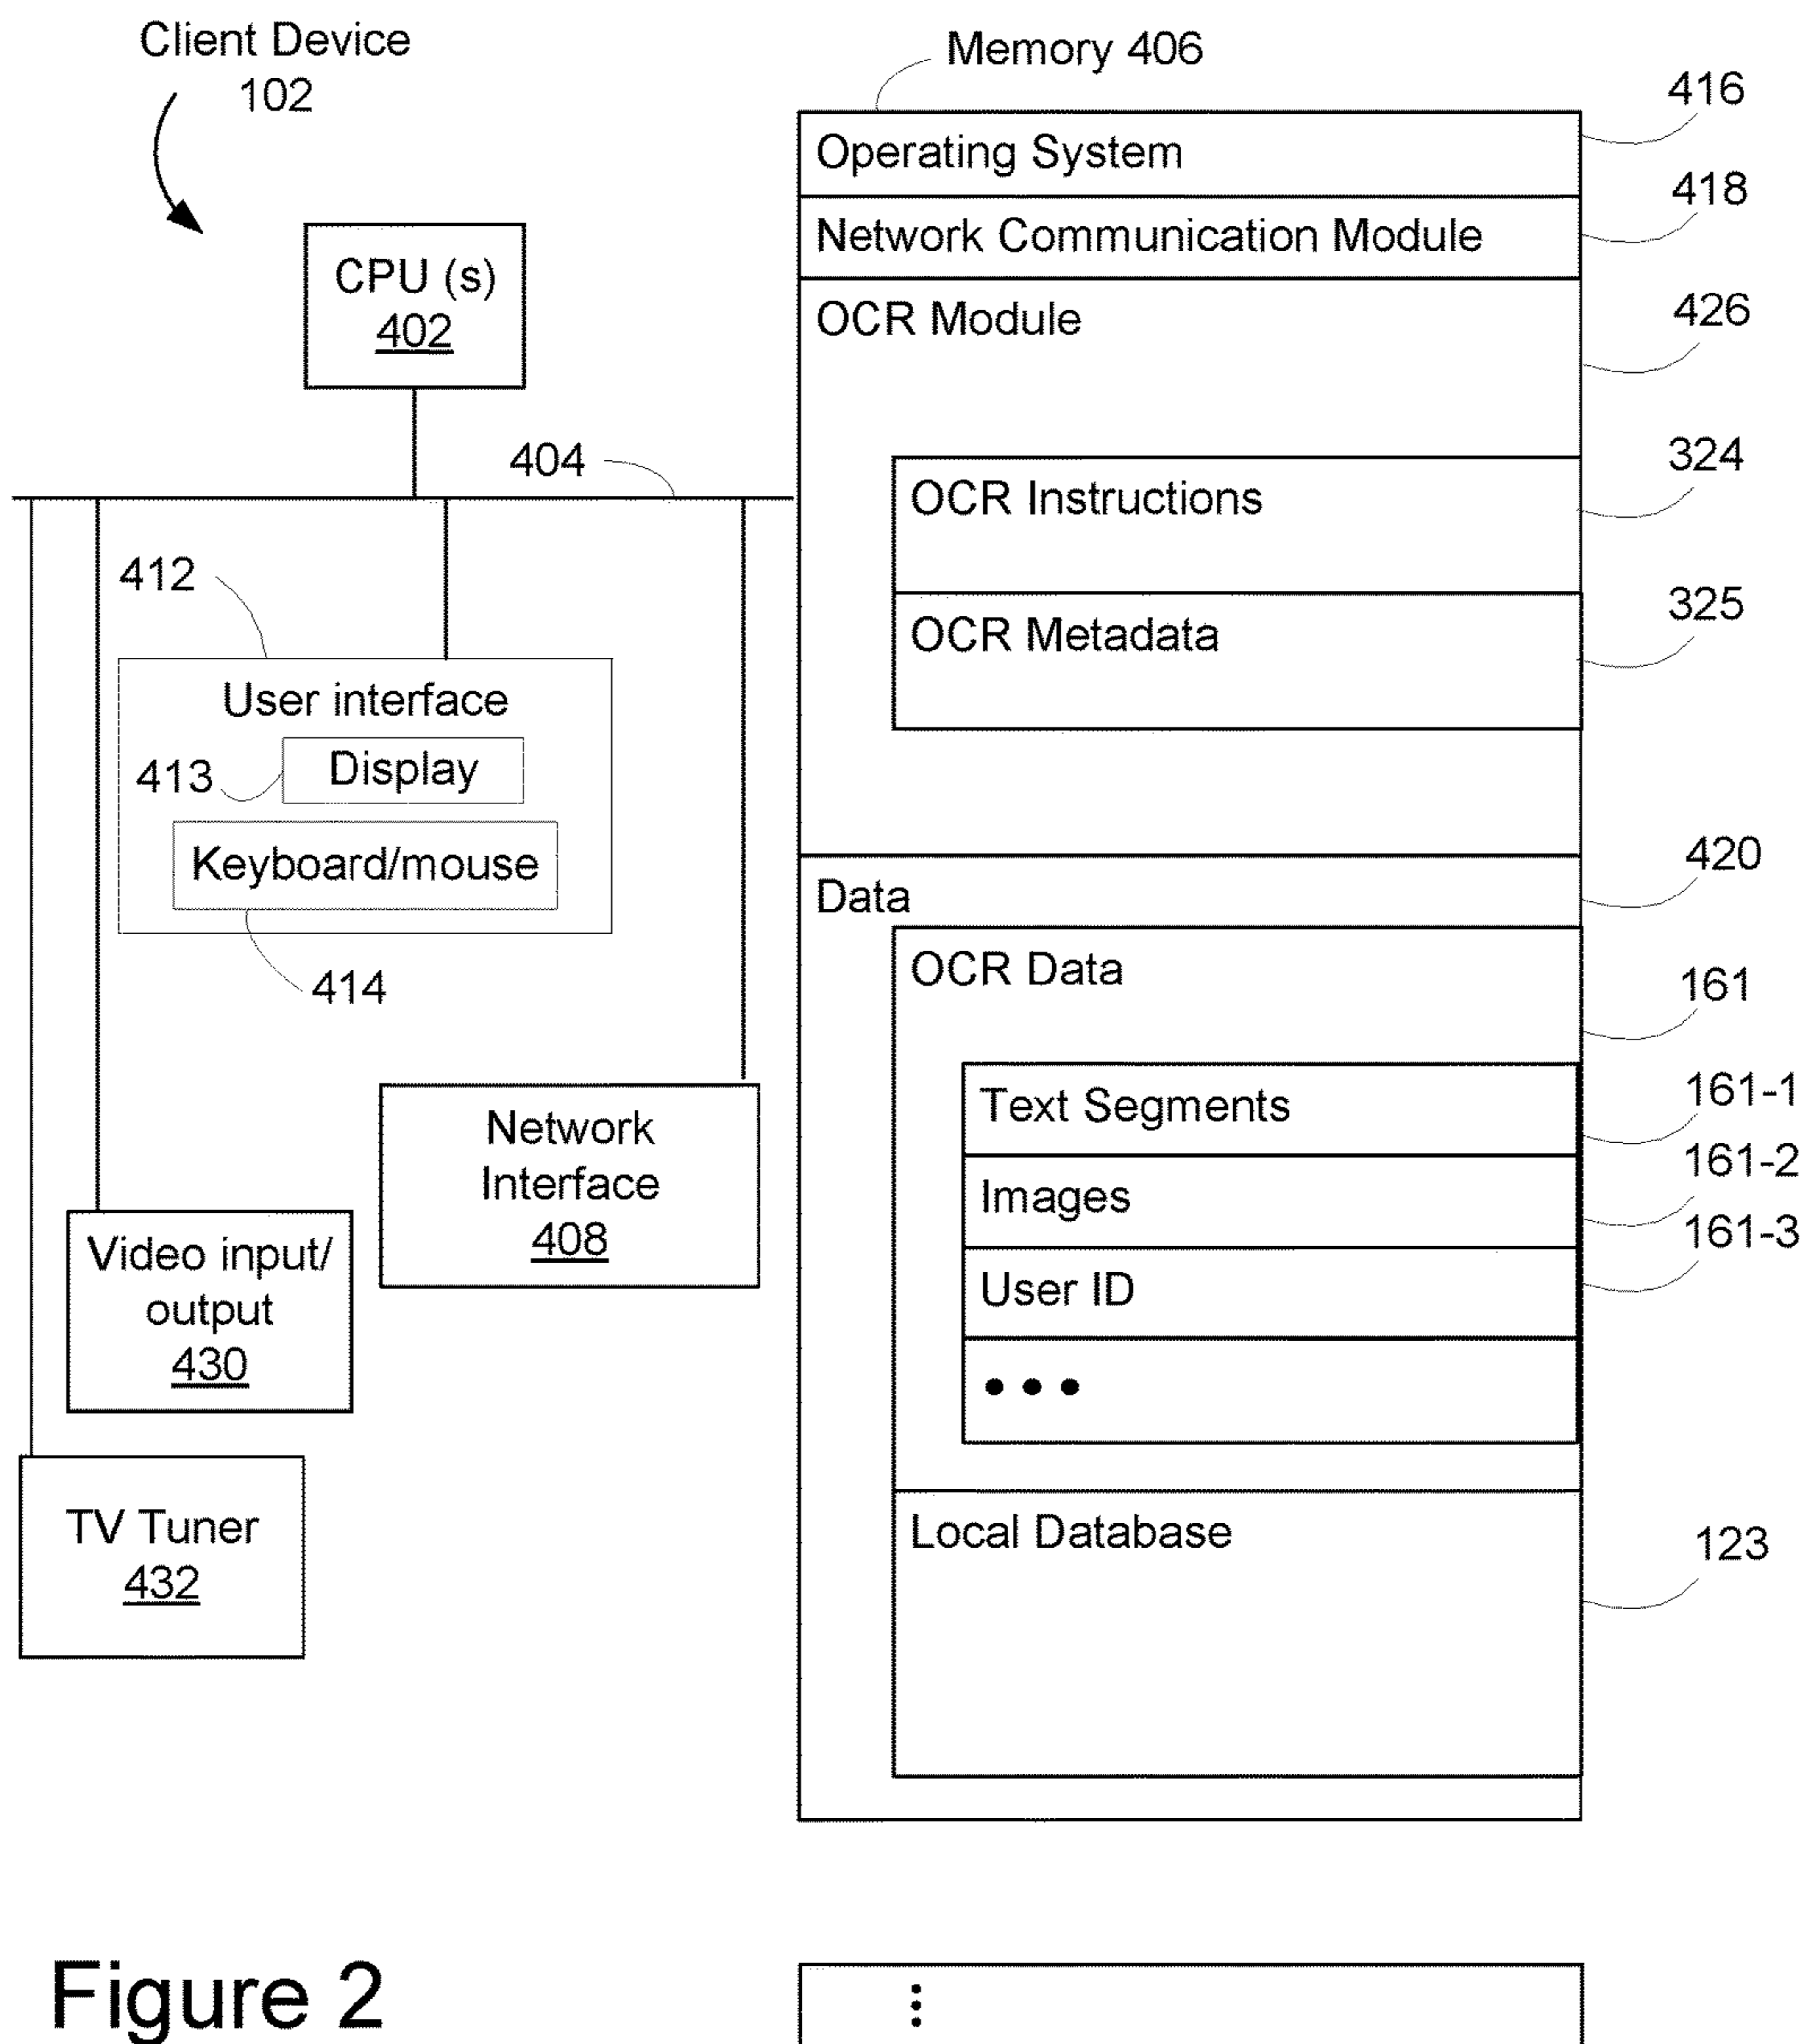 Client Device
102
Memory 406
416
Operating System
418
Network Communication Module
CPU (s)
402
426
OCR Module
404
324
OCR Instructions
412
325
OCR Metadata
User interface
413
Display
Keyboard/mouse
414
420
Data
OCR Data
161
Text Segments
161-1
161-2
Images
161-3
User ID
• • •
Network
Interface
408
Video input/
output
430
TV Tuner
432
Local Database
123
Figure 2
⋮